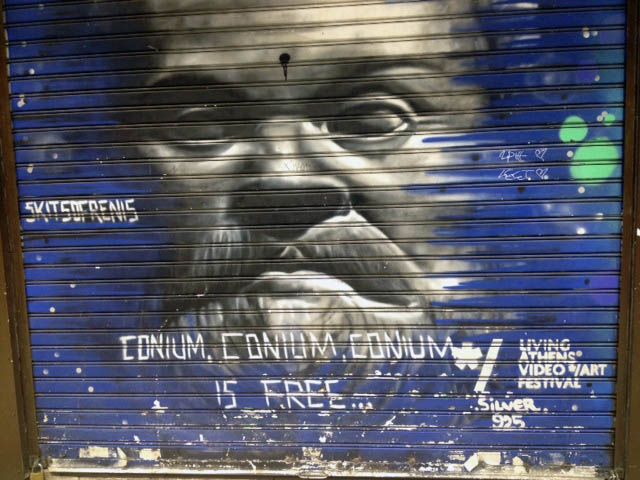 SKITSOFRENIS
CONIUM, CONIUM, CONIUM
IS FREE...
LIVING
ATHENS
VIDEO/ART
FESTIVAL
SILVER
925